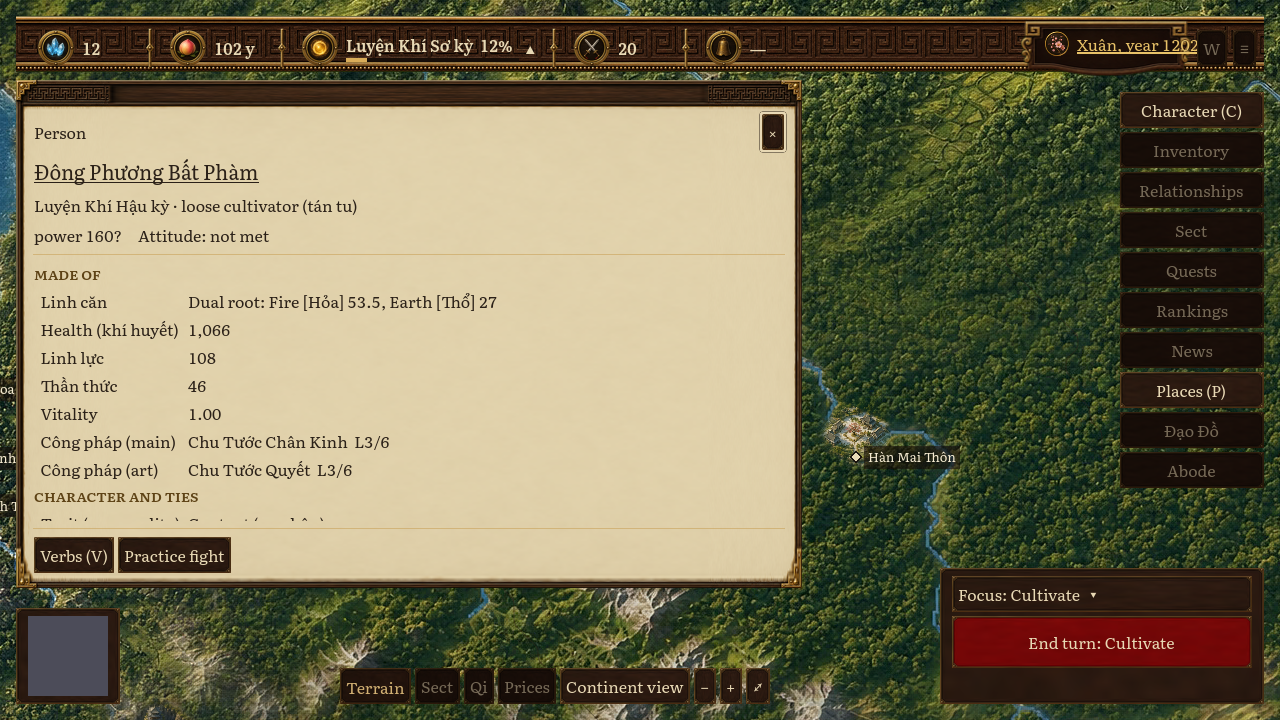 12
102 y
Luyện Khí Sơ kỳ 12% ▲
20
—
Xuân, year 1202
W
≡
Person
×
Đông Phương Bất Phàm
Luyện Khí Hậu kỳ · loose cultivator (tán tu)
power 160? Attitude: not met
MADE OF
Linh căn Dual root: Fire [Hỏa] 53.5, Earth [Thổ] 27
Health (khí huyết) 1,066
Linh lực 108
Thần thức 46
Vitality 1.00
Công pháp (main) Chu Tước Chân Kinh L3/6
Công pháp (art) Chu Tước Quyết L3/6
CHARACTER AND TIES
Verbs (V)
Practice fight
Character (C)
Inventory
Relationships
Sect
Quests
Rankings
News
Places (P)
Đạo Đồ
Abode
Hàn Mai Thôn
Focus: Cultivate ▾
End turn: Cultivate
Terrain
Sect
Qi
Prices
Continent view
−
+
⤢